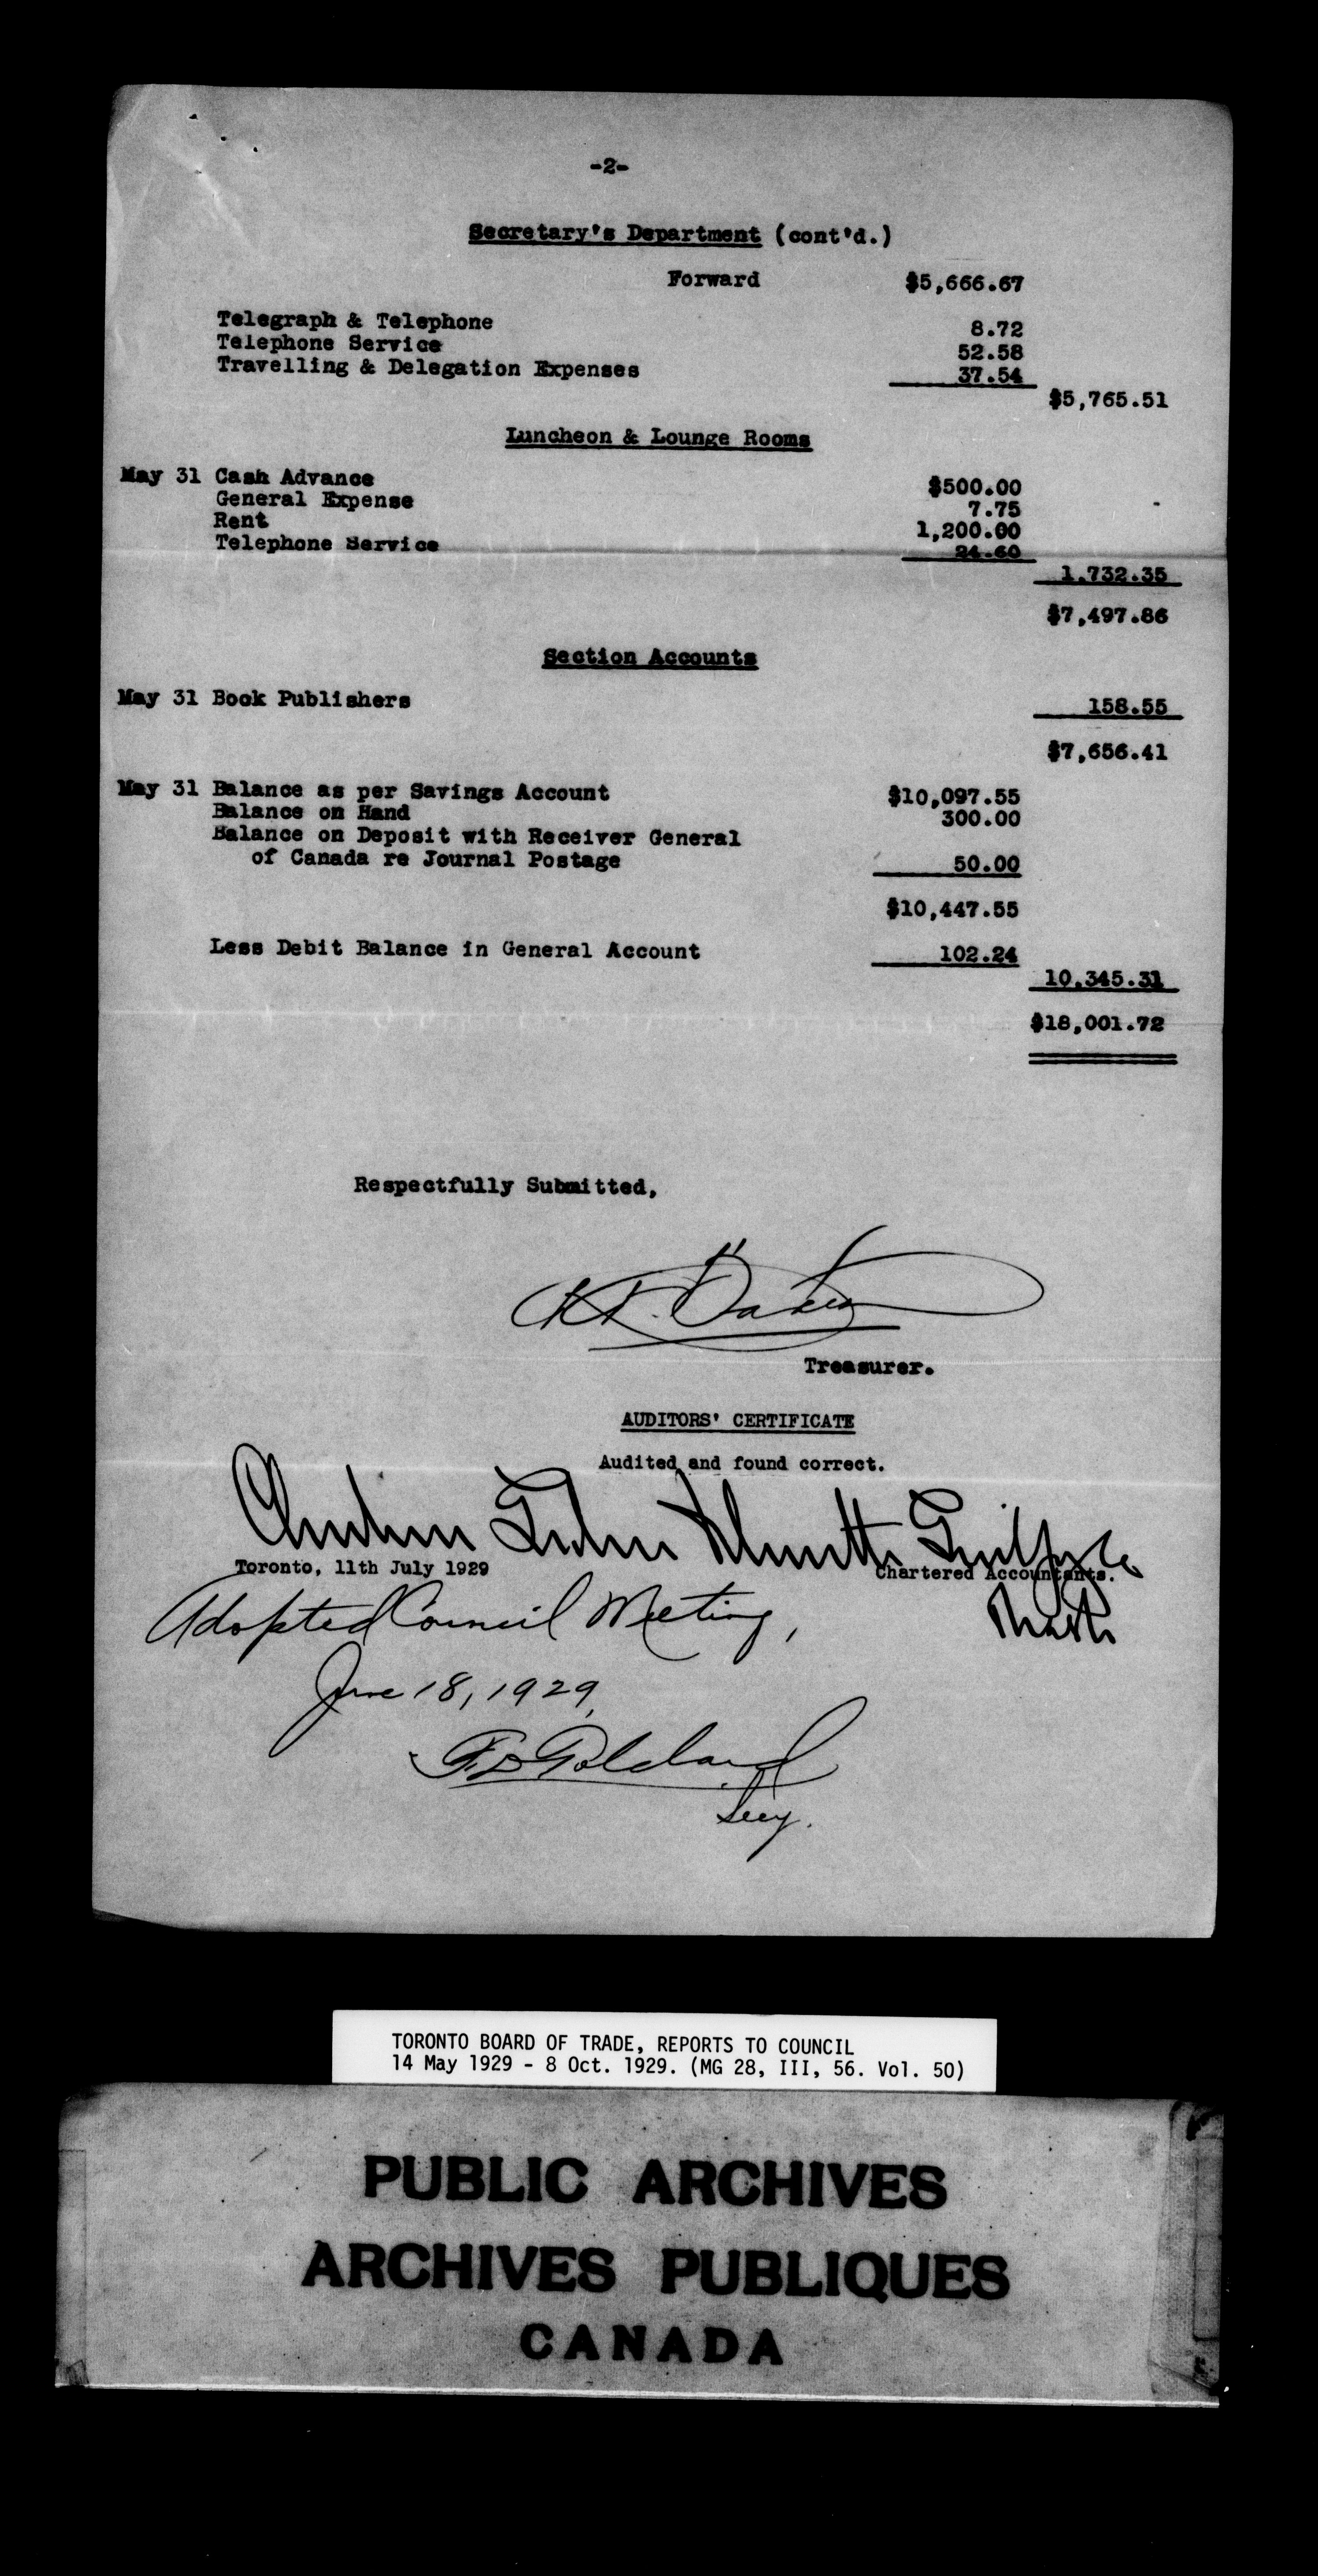 -2-
Secretary's Department (cont'd.)
Forward $5,666.67
Telegraph & Telephone 8.72
Telephone Service 52.58
Travelling & Delegation Expenses 37.54
$5,765.51
Luncheon & Lounge Rooms
May 31 Cash Advance $500.00
General Expense 7.75
Rent 1,200.00
Telephone Service 24.60
1,732.35
$7,497.86
Section Accounts
May 31 Book Publishers 158.55
$7,656.41
May 31 Balance as per Savings Account $10,097.55
Balance on Hand 300.00
Balance on Deposit with Receiver General
of Canada re Journal Postage 50.00
$10,447.55
Less Debit Balance in General Account 102.24
10,345.31
$18,001.72
Respectfully Submitted,
Treasurer.
AUDITORS' CERTIFICATE
Audited and found correct.
Toronto, 11th July 1929 Chartered Accountants.
Adopted Council Meeting,
June 18, 1929,
Secy.
TORONTO BOARD OF TRADE, REPORTS TO COUNCIL
14 May 1929 - 8 Oct. 1929. (MG 28, III, 56. Vol. 50)
PUBLIC ARCHIVES
ARCHIVES PUBLIQUES
CANADA